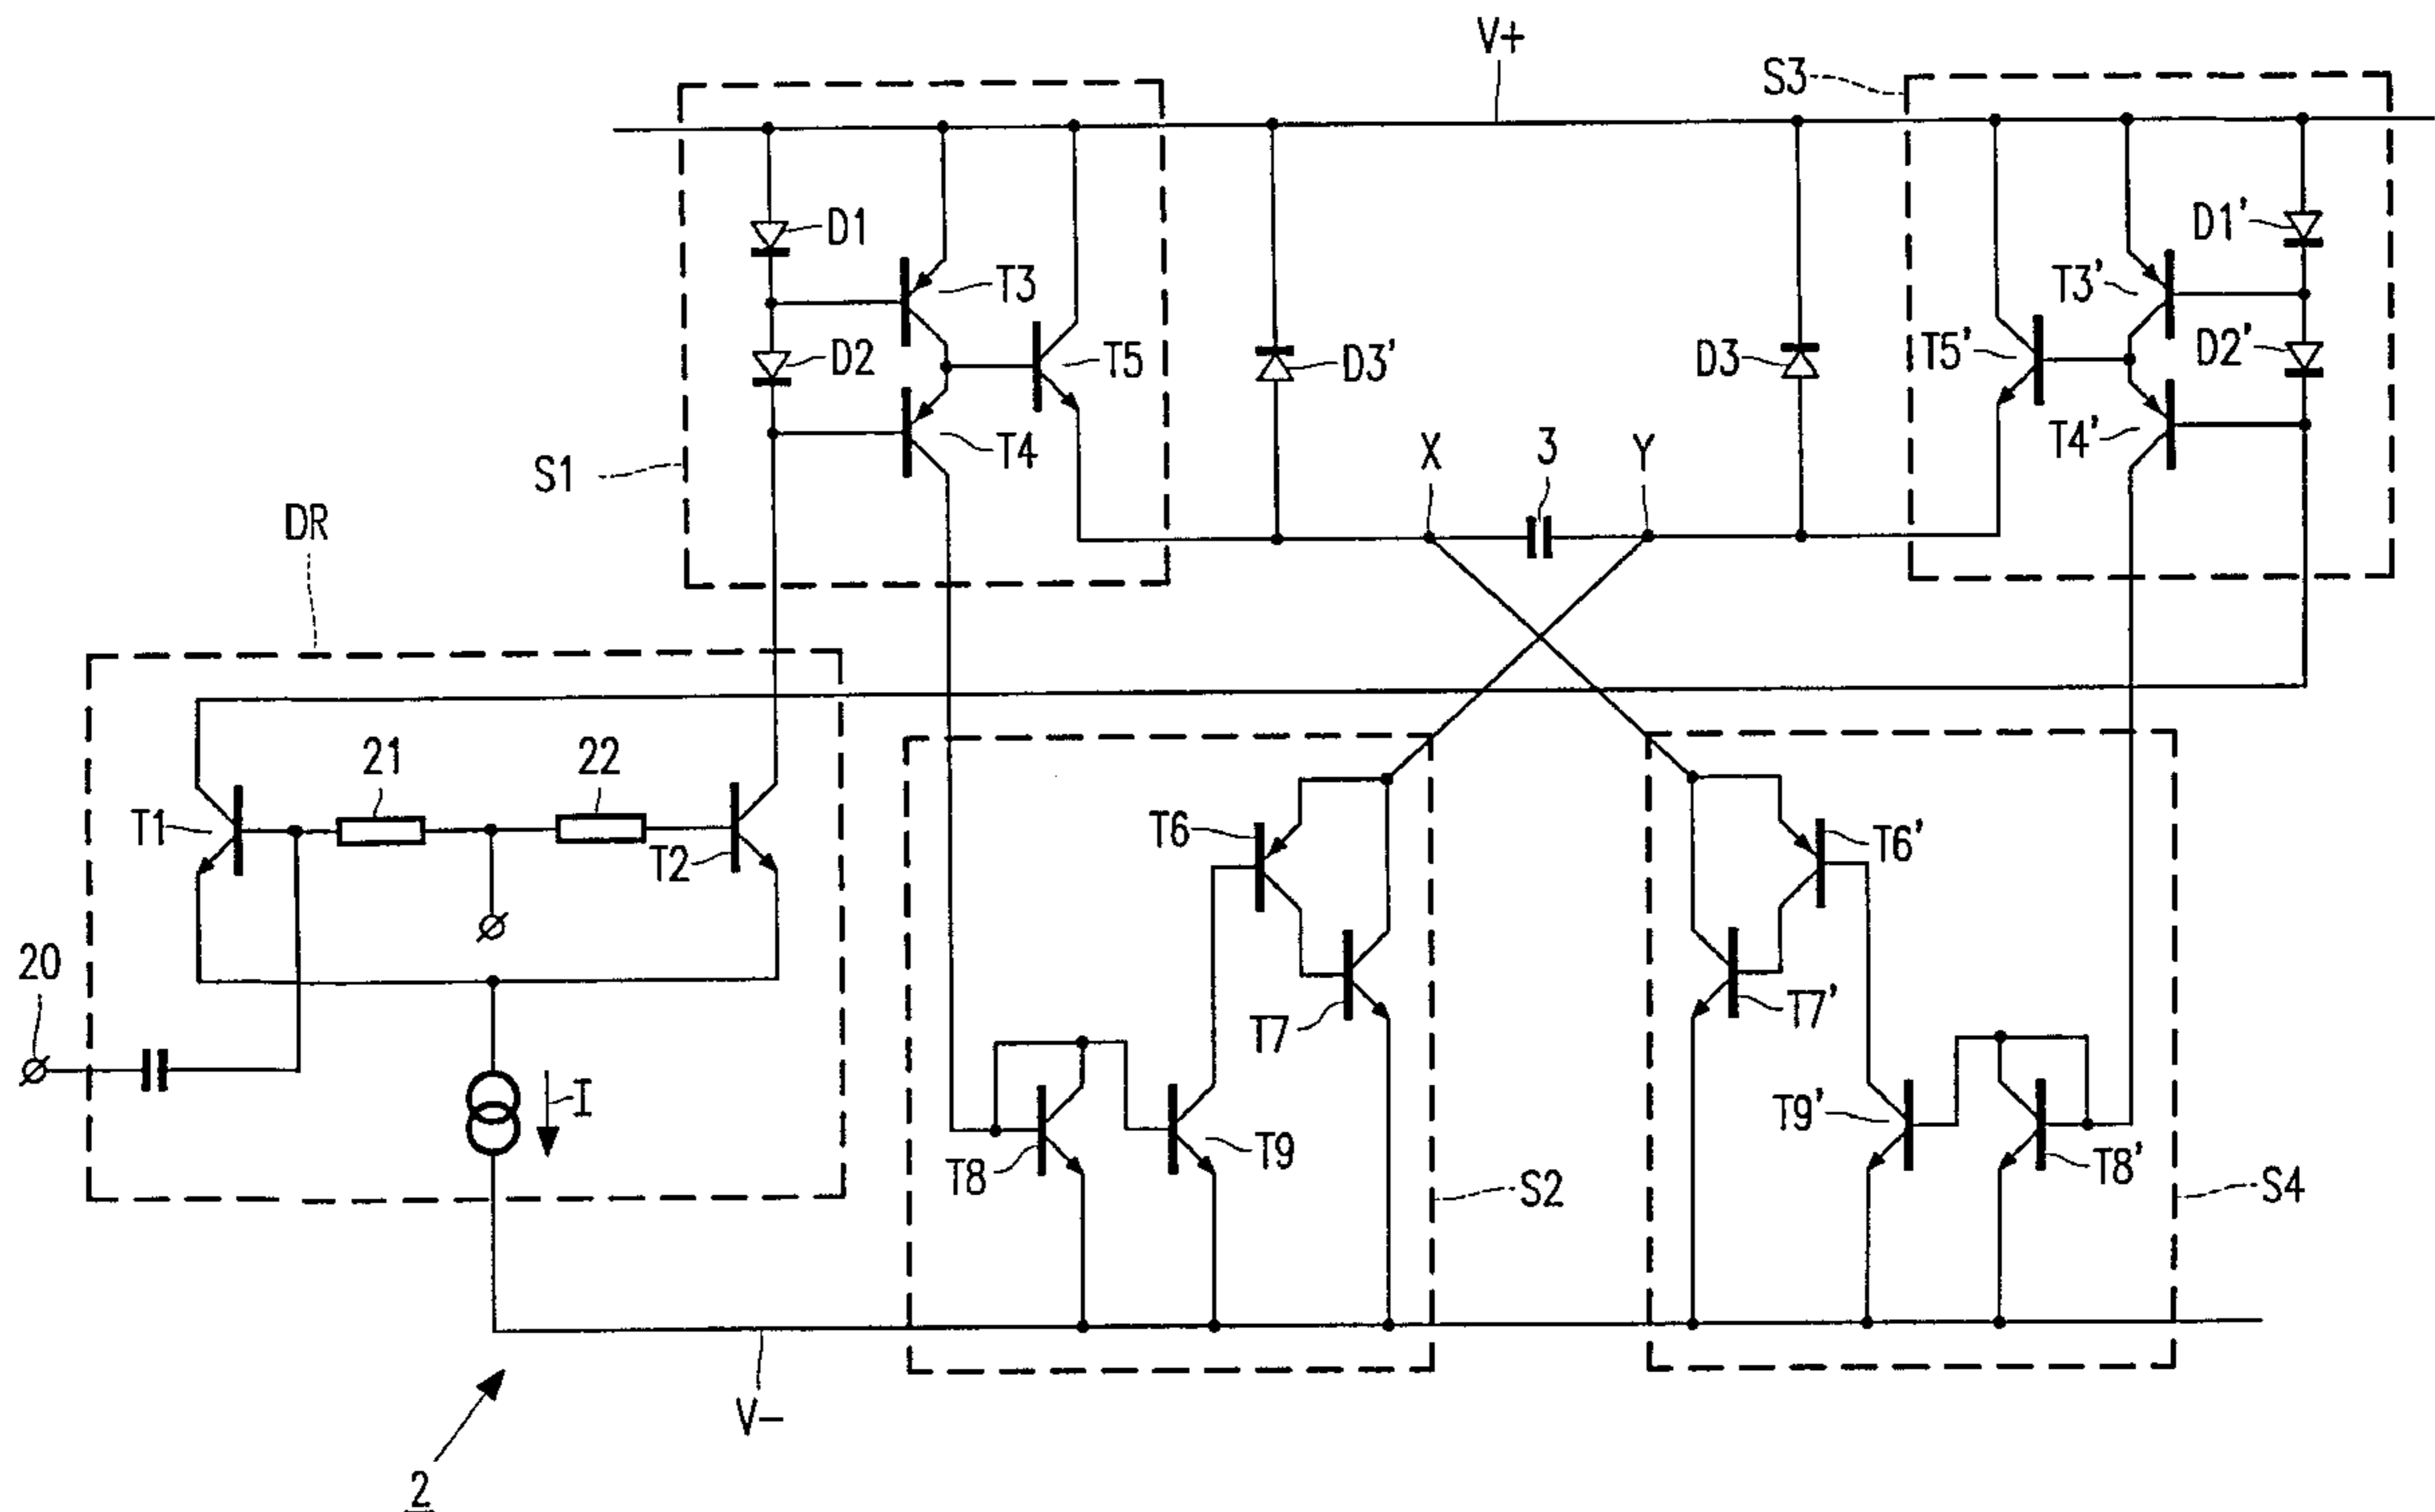 V+
S3
D1
T3
D2
T5
T4
S1
D3'
X
3
Y
D3
T5'
T3'
D1'
D2'
T4'
DR
21
22
T1
T2
20
I
T6
T7
T8
T9
S2
T6'
T7'
T9'
T8'
S4
V−
2